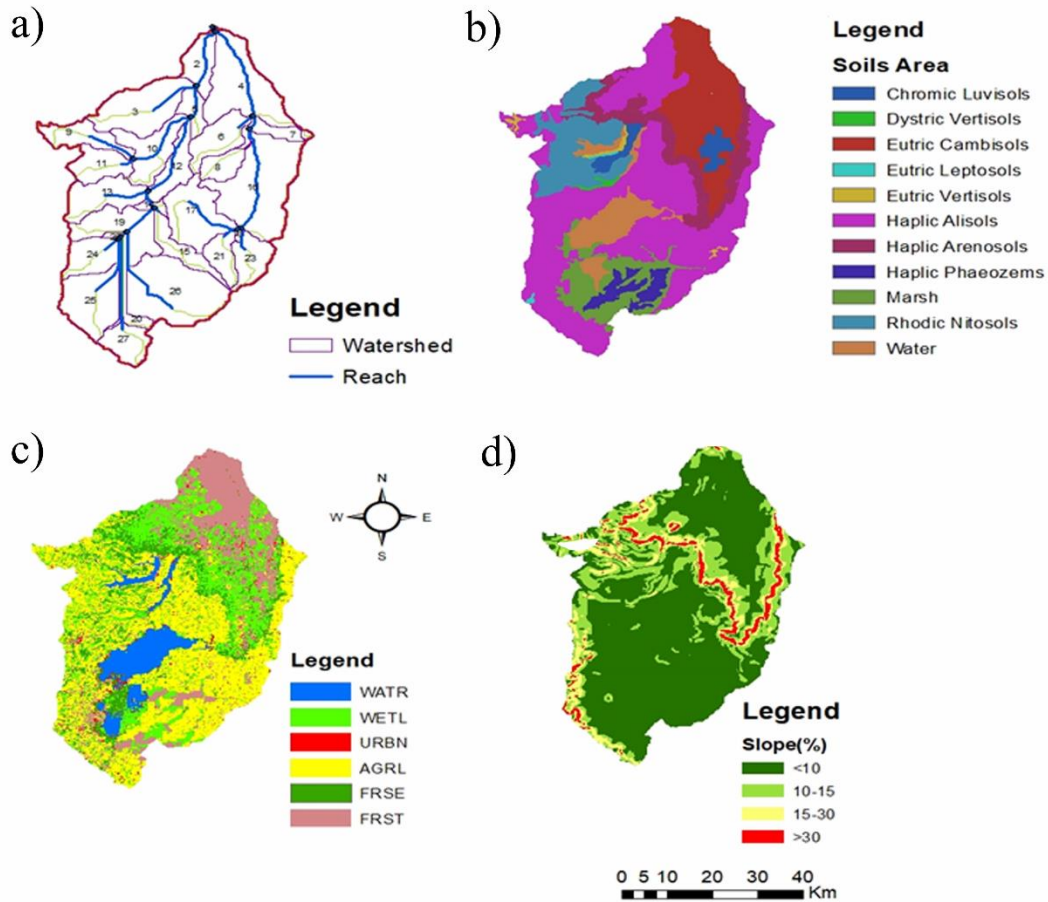 a)
2
3
4
5
6
7
8
9
10
11
12
13
15
16
17
19
21
23
24
25
26
20
27
Legend
Watershed
Reach
b)
Legend
Soils Area
Chromic Luvisols
Dystric Vertisols
Eutric Cambisols
Eutric Leptosols
Eutric Vertisols
Haplic Alisols
Haplic Arenosols
Haplic Phaeozems
Marsh
Rhodic Nitosols
Water
c)
N
W E
S
Legend
WATR
WETL
URBN
AGRL
FRSE
FRST
d)
Legend
Slope(%)
<10
10-15
15-30
>30
0 5 10 20 30 40
Km